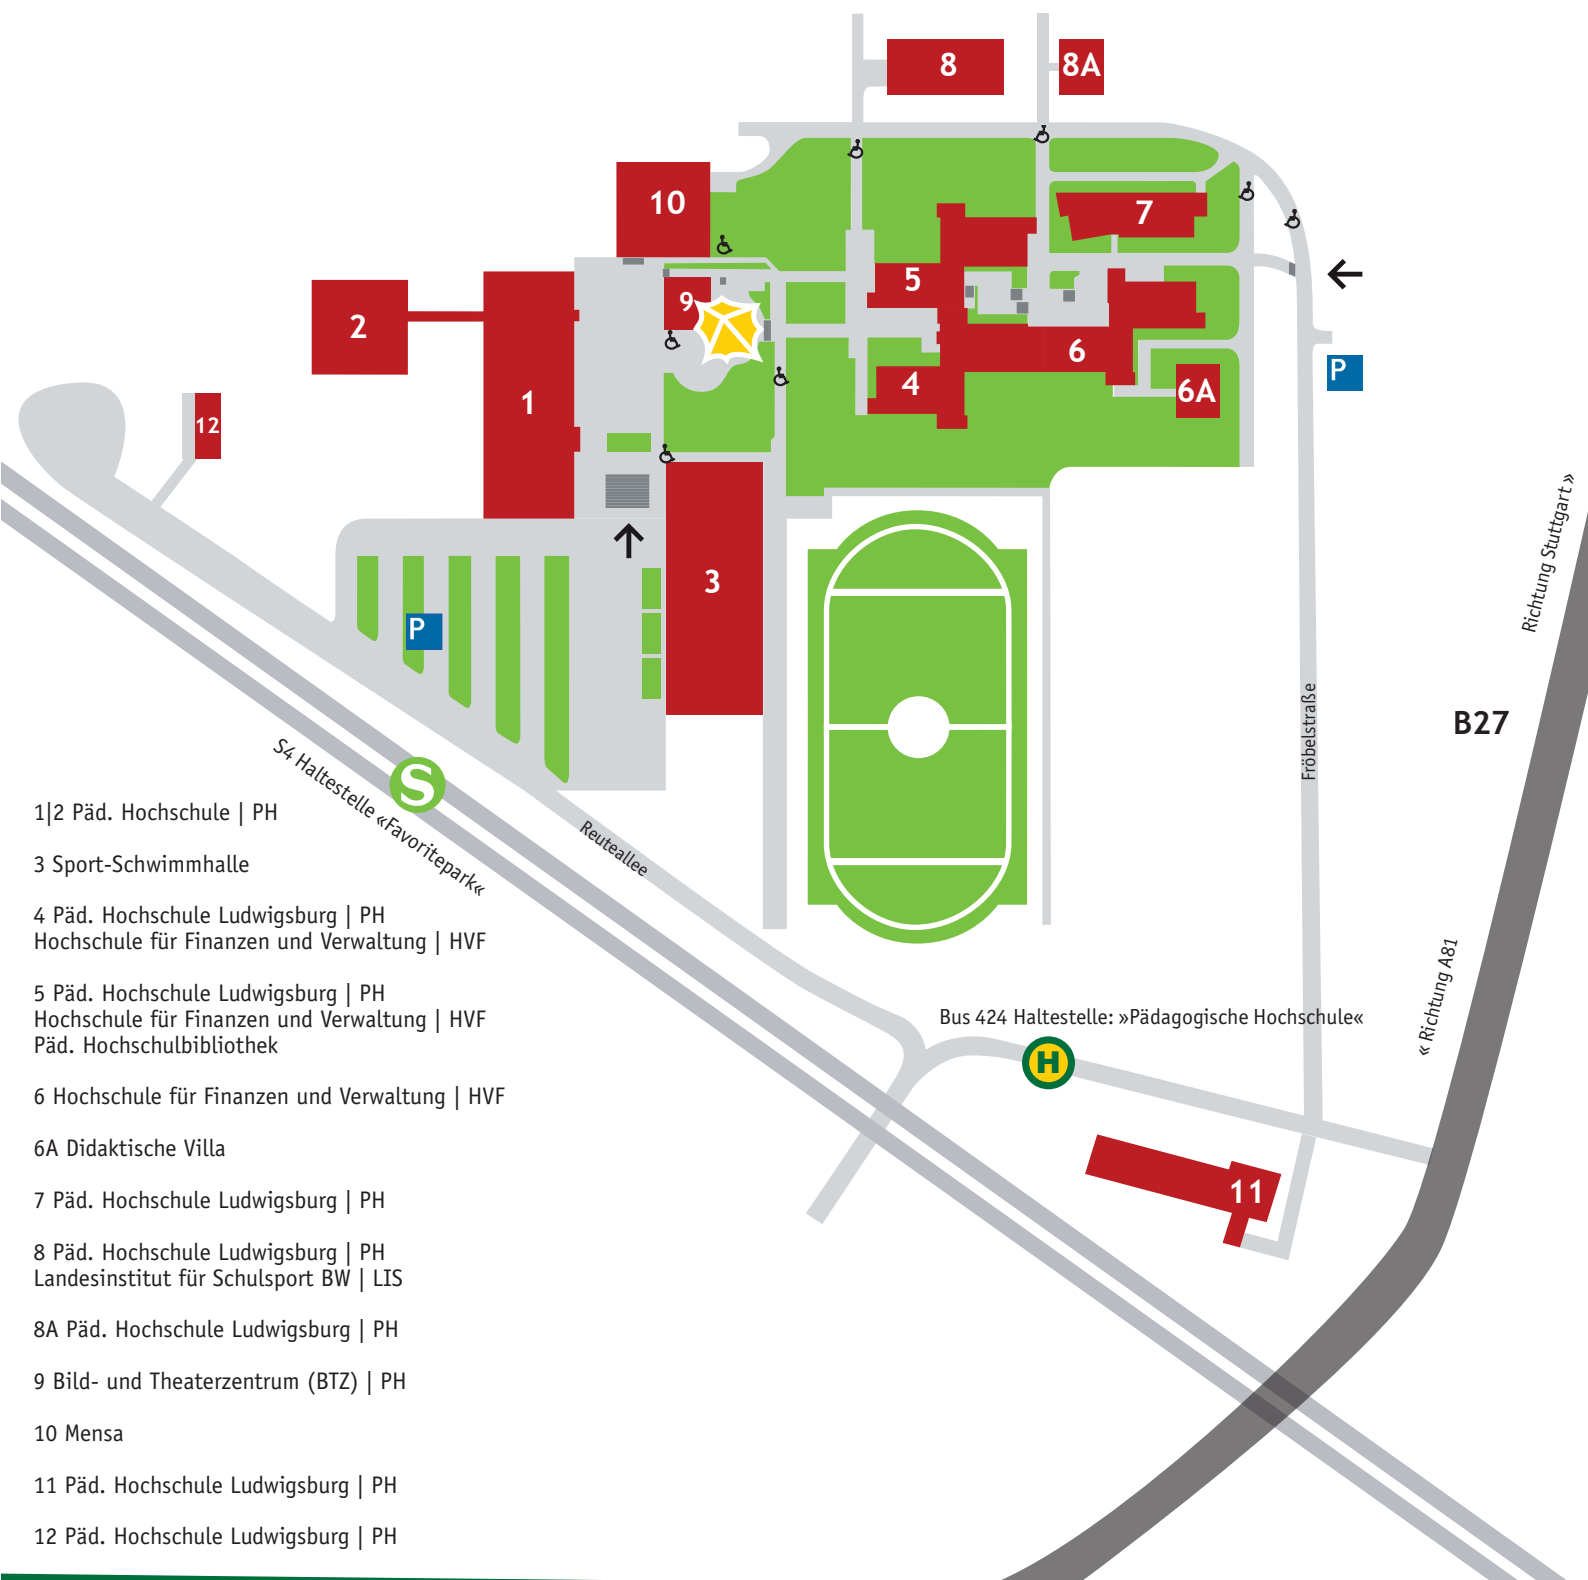 8
8A
10
7
5
9
2
6
P
4
6A
1
12
3
P
Richtung Stuttgart »
B27
Fröbelstraße
S
S4 Haltestelle «Favoritepark«
Reuteallee
« Richtung A81
Bus 424 Haltestelle: »Pädagogische Hochschule«
H
11
1|2 Päd. Hochschule | PH
3 Sport-Schwimmhalle
4 Päd. Hochschule Ludwigsburg | PH
Hochschule für Finanzen und Verwaltung | HVF
5 Päd. Hochschule Ludwigsburg | PH
Hochschule für Finanzen und Verwaltung | HVF
Päd. Hochschulbibliothek
6 Hochschule für Finanzen und Verwaltung | HVF
6A Didaktische Villa
7 Päd. Hochschule Ludwigsburg | PH
8 Päd. Hochschule Ludwigsburg | PH
Landesinstitut für Schulsport BW | LIS
8A Päd. Hochschule Ludwigsburg | PH
9 Bild- und Theaterzentrum (BTZ) | PH
10 Mensa
11 Päd. Hochschule Ludwigsburg | PH
12 Päd. Hochschule Ludwigsburg | PH